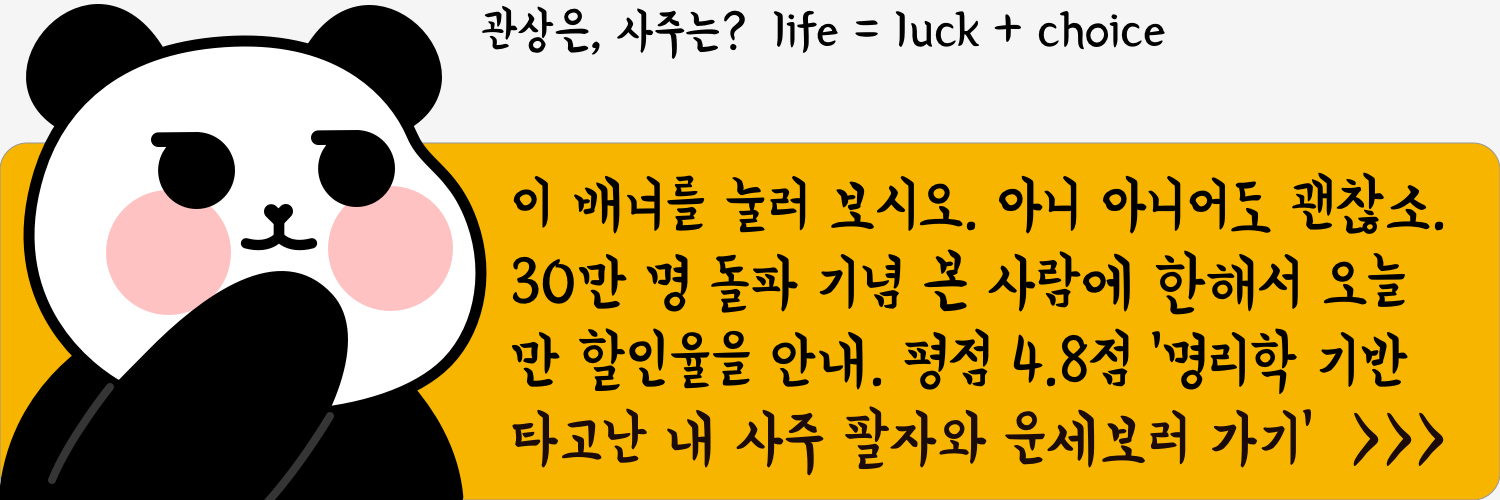 관상은, 사주는? life = luck + choice
이 배너를 눌러 보시오. 아니 아니어도 괜찮소.
30만 명 돌파 기념 본 사람에 한해서 오늘
만 할인율을 안내. 평점 4.8점 '명리학 기반
타고난 내 사주 팔자와 운세보러 가기' >>>